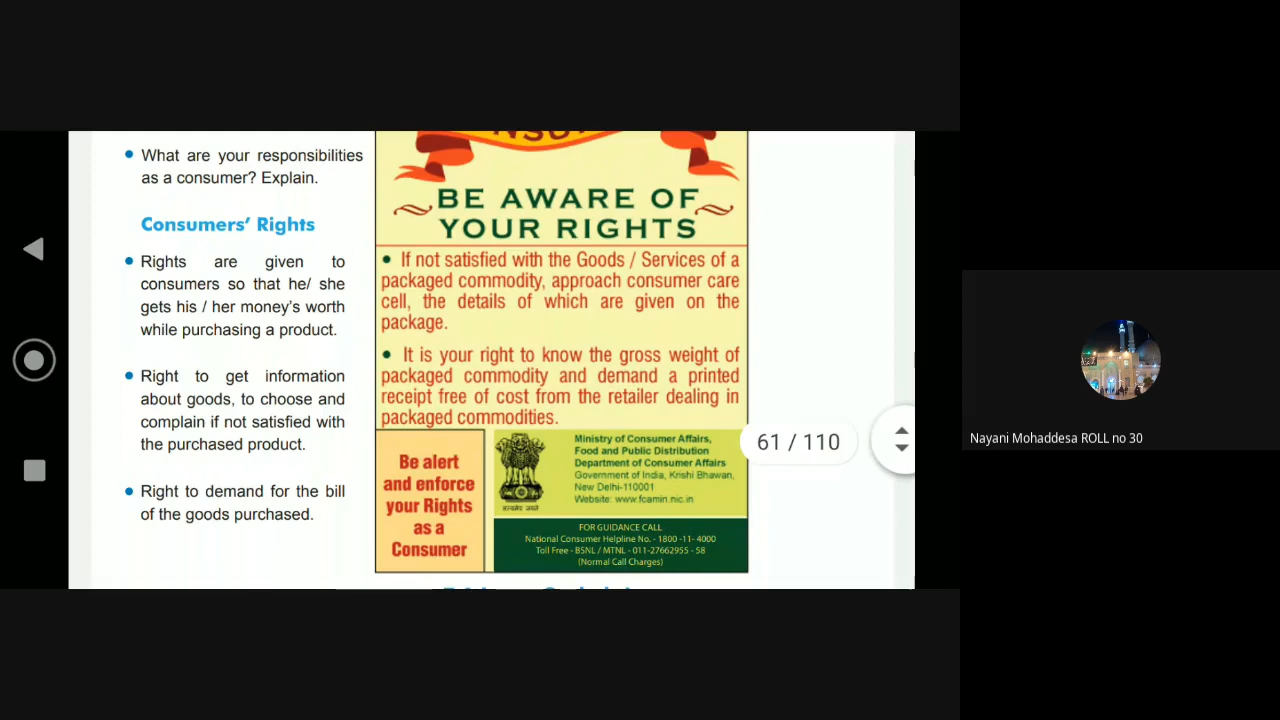 What are your responsibilities
as a consumer? Explain.
Consumers' Rights
Rights are given to
consumers so that he/ she
gets his / her money's worth
while purchasing a product.
Right to get information
about goods, to choose and
complain if not satisfied with
the purchased product.
Right to demand for the bill
of the goods purchased.
BE AWARE OF
YOUR RIGHTS
If not satisfied with the Goods / Services of a
packaged commodity, approach consumer care
cell, the details of which are given on the
package.
It is your right to know the gross weight of
packaged commodity and demand a printed
receipt free of cost from the retailer dealing in
packaged commodities.
Be alert
and enforce
your Rights
as a
Consumer
सत्यमेव जयते
Ministry of Consumer Affairs,
Food and Public Distribution
Department of Consumer Affairs
Government of India, Krishi Bhawan,
New Delhi-110001
Website: www.fcamin.nic.in
FOR GUIDANCE CALL
National Consumer Helpline No. - 1800 -11- 4000
Toll Free - BSNL / MTNL - 011-27662955 - 58
(Normal Call Charges)
61 / 110
Nayani Mohaddesa ROLL no 30